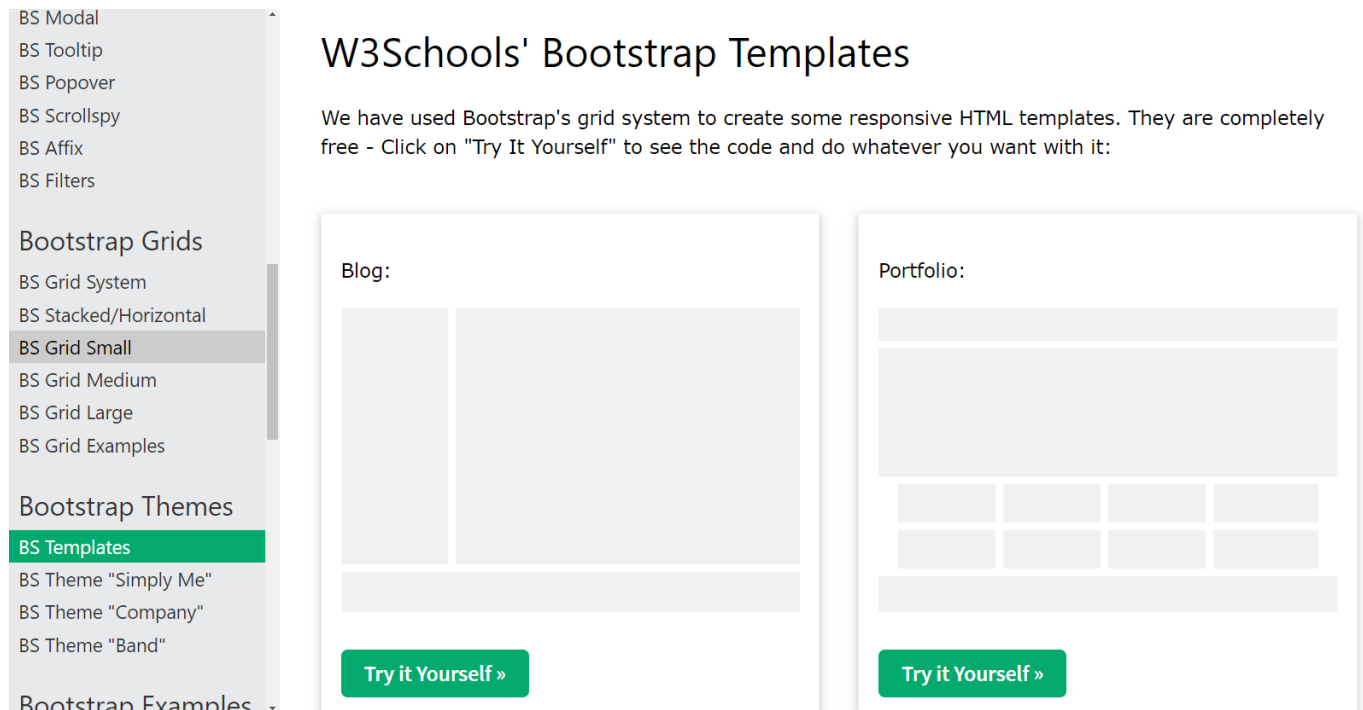 BS Modal
BS Tooltip
BS Popover
BS Scrollspy
BS Affix
BS Filters
Bootstrap Grids
BS Grid System
BS Stacked/Horizontal
BS Grid Small
BS Grid Medium
BS Grid Large
BS Grid Examples
Bootstrap Themes
BS Templates
BS Theme "Simply Me"
BS Theme "Company"
BS Theme "Band"
Bootstrap Examples
W3Schools' Bootstrap Templates
We have used Bootstrap's grid system to create some responsive HTML templates. They are completely
free - Click on "Try It Yourself" to see the code and do whatever you want with it:
Blog:
Try it Yourself »
Portfolio:
Try it Yourself »